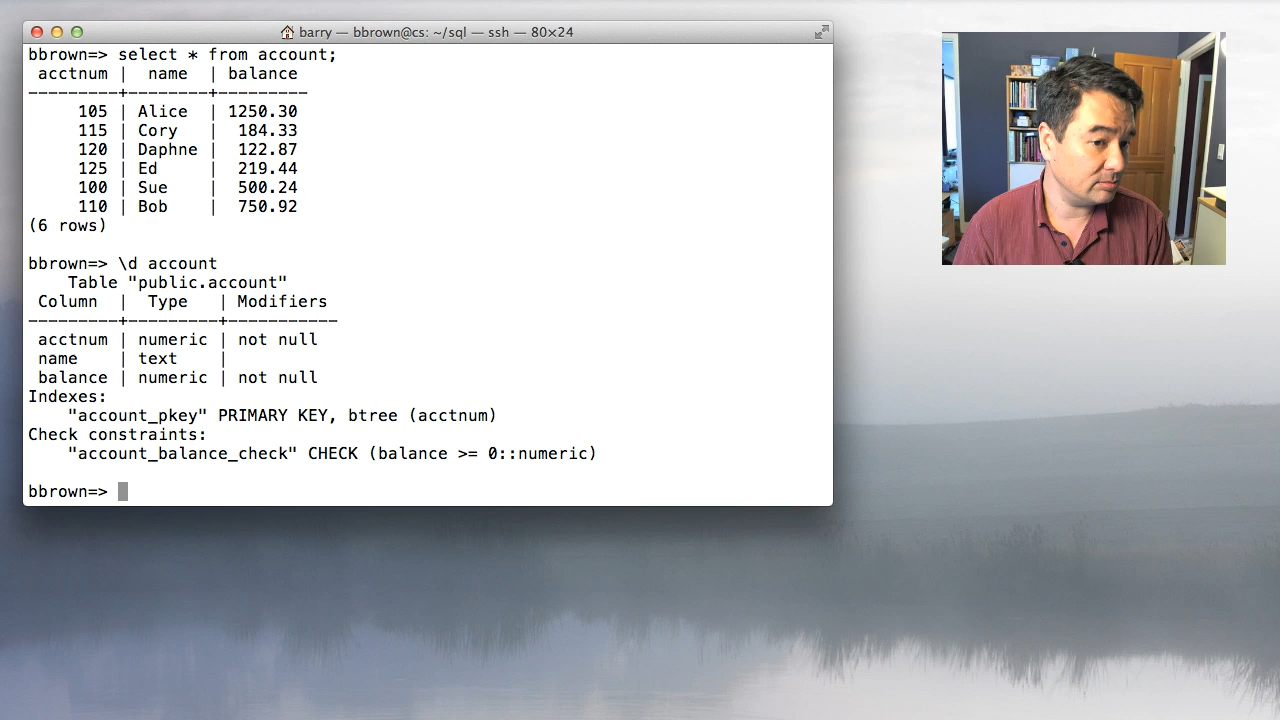 barry — bbrown@cs: ~/sql — ssh — 80×24
bbrown=> select * from account;
 acctnum |  name  | balance
---------+--------+---------
     105 | Alice  | 1250.30
     115 | Cory   |  184.33
     120 | Daphne |  122.87
     125 | Ed     |  219.44
     100 | Sue    |  500.24
     110 | Bob    |  750.92
(6 rows)
bbrown=> \d account
    Table "public.account"
 Column  |  Type   | Modifiers
---------+---------+-----------
 acctnum | numeric | not null
 name    | text    |
 balance | numeric | not null
Indexes:
    "account_pkey" PRIMARY KEY, btree (acctnum)
Check constraints:
    "account_balance_check" CHECK (balance >= 0::numeric)
bbrown=>